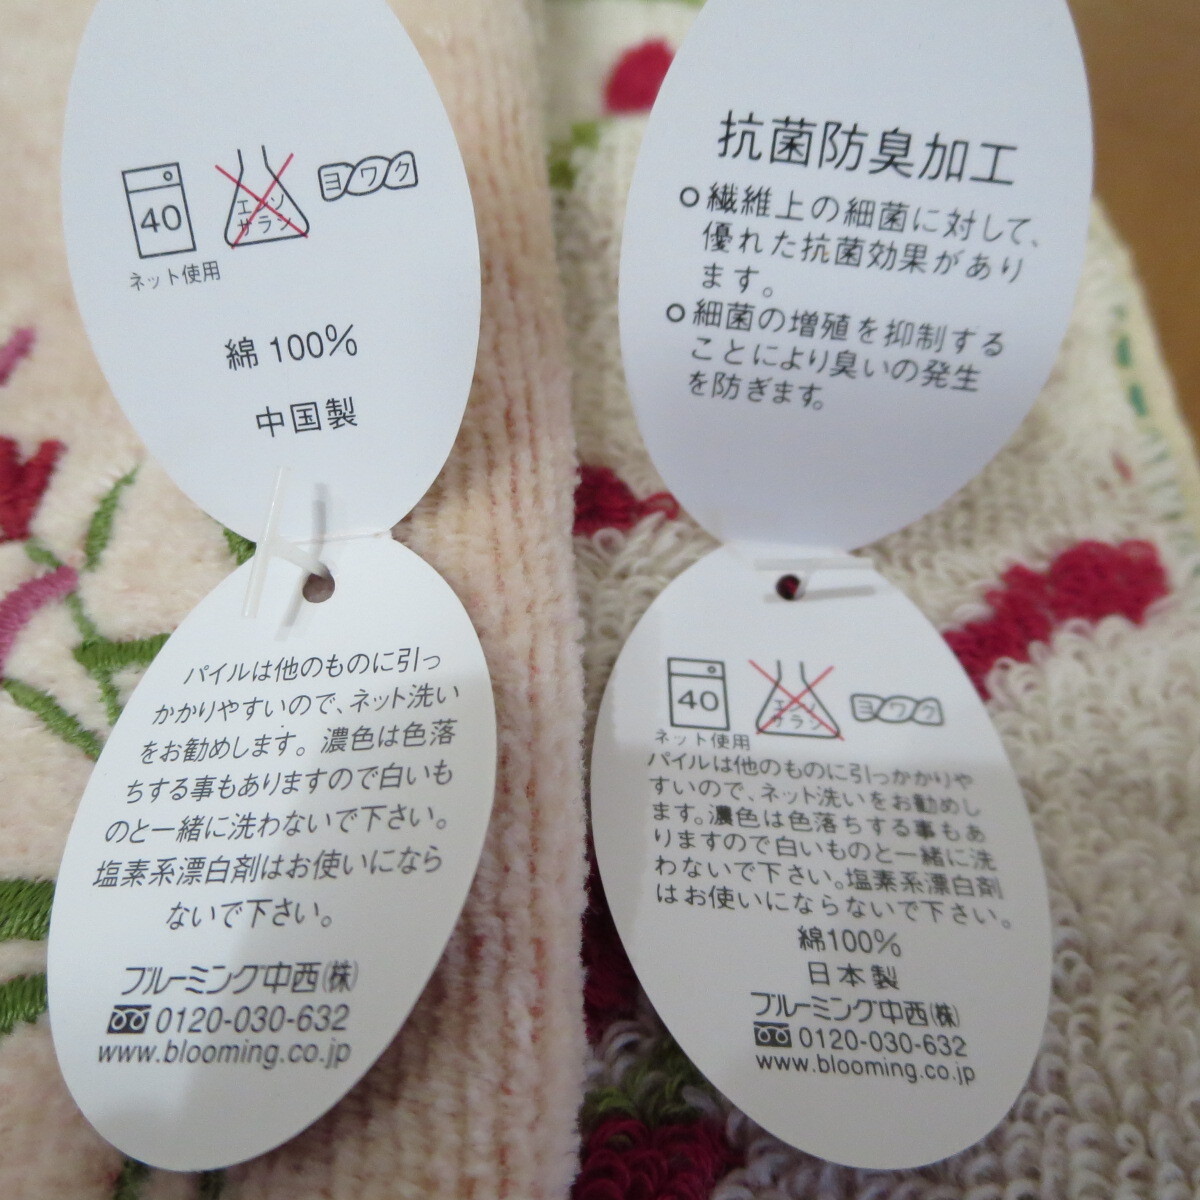 40
エンソ
サラシ
ヨワク
ネット使用
綿 100%
中国製
パイルは他のものに引っ
かかりやすいので、ネット洗い
をお勧めします。濃色は色落
ちする事もありますので白いも
のと一緒に洗わないで下さい。
塩素系漂白剤はお使いになら
ないで下さい。
ブルーミング中西(株)
0120-030-632
www.blooming.co.jp
抗菌防臭加工
○繊維上の細菌に対して、
優れた抗菌効果があり
ます。
○細菌の増殖を抑制する
ことにより臭いの発生
を防ぎます。
40
エンソ
サラシ
ヨワク
ネット使用
パイルは他のものに引っかかりや
すいので、ネット洗いをお勧めし
ます。濃色は色落ちする事もあ
りますので白いものと一緒に洗
わないで下さい。塩素系漂白剤
はお使いにならないで下さい。
綿100%
日本製
ブルーミング中西(株)
0120-030-632
www.blooming.co.jp